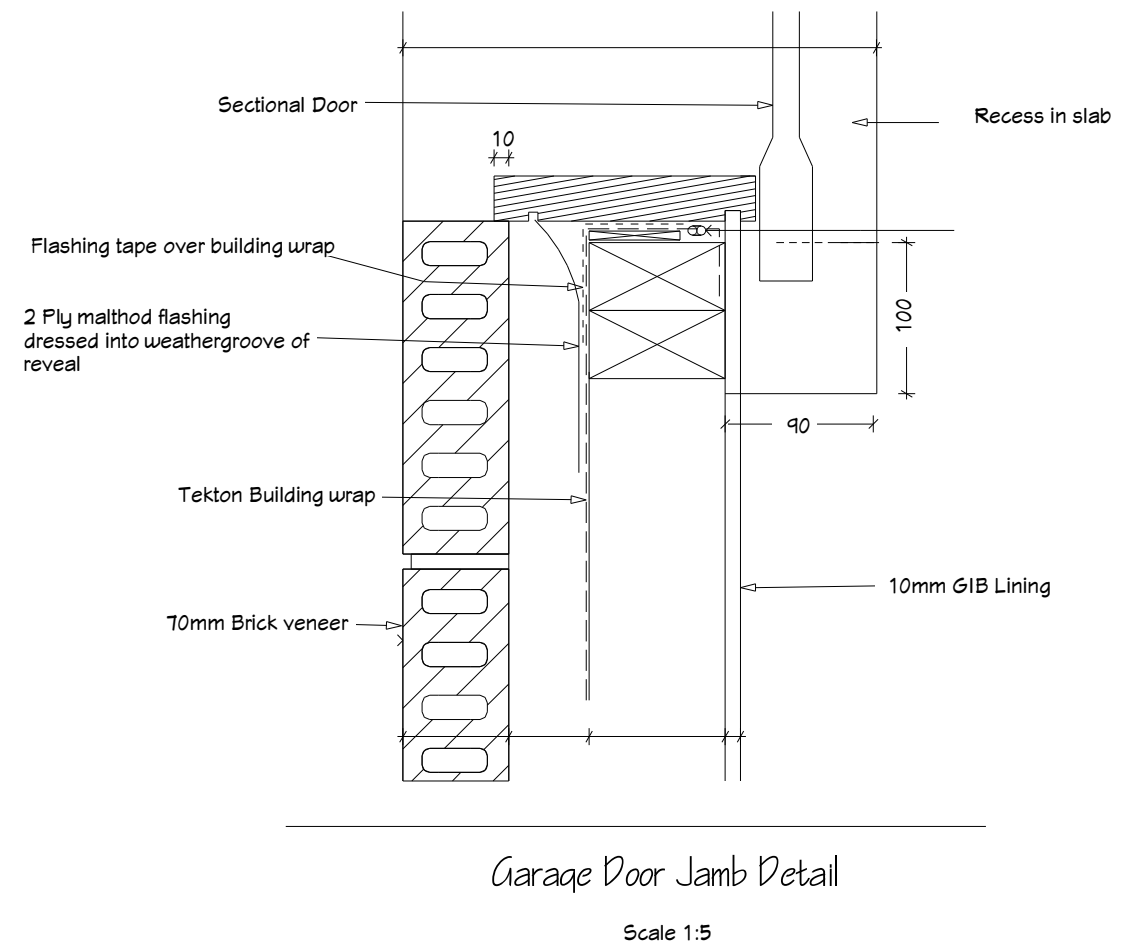 Sectional Door
Recess in slab
10
Flashing tape over building wrap
2 Ply malthod flashing
dressed into weathergroove of
reveal
100
90
Tekton Building wrap
10mm GIB Lining
70mm Brick veneer
Garage Door Jamb Detail
Scale 1:5